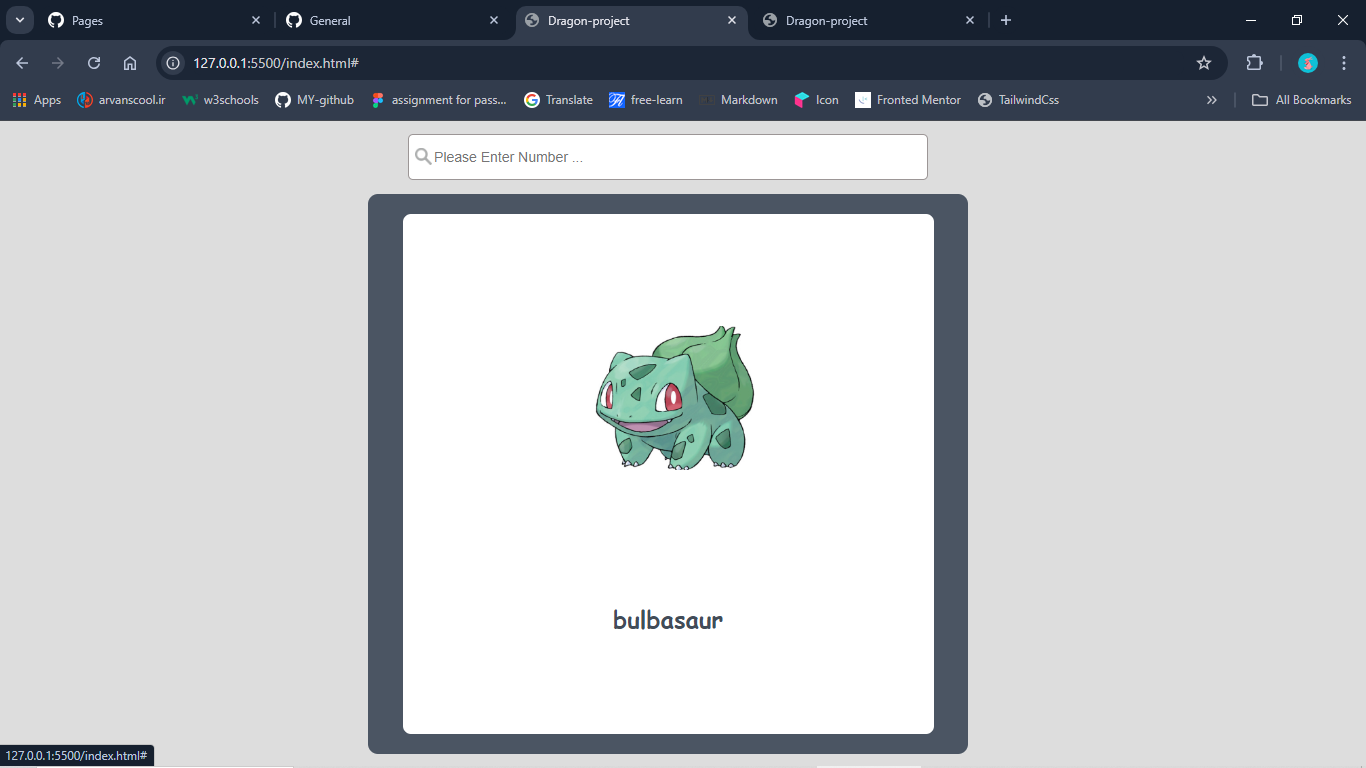 Pages
General
Dragon-project
Dragon-project
127.0.0.1:5500/index.html#
Apps
arvanscool.ir
w3schools
MY-github
assignment for pass...
Translate
free-learn
Markdown
Icon
Fronted Mentor
TailwindCss
All Bookmarks
Please Enter Number ...
bulbasaur
127.0.0.1:5500/index.html#